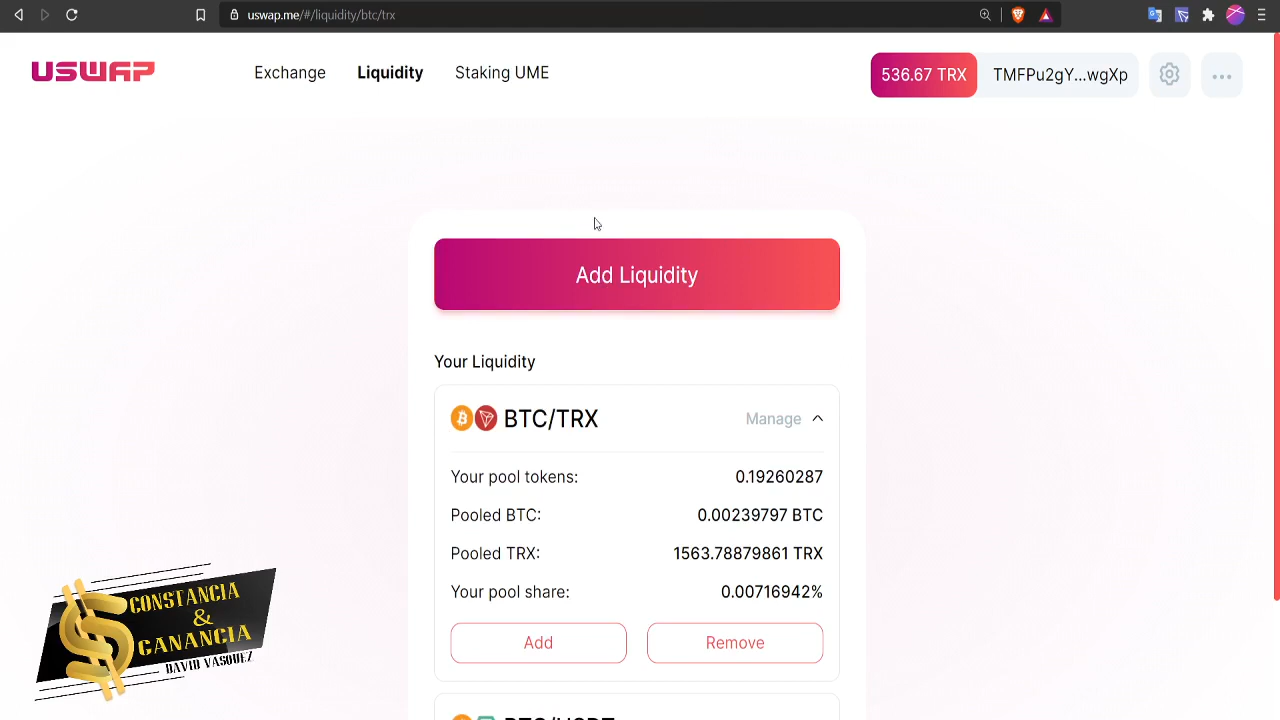 uswap.me/#/liquidity/btc/trx
USWAP
Exchange
Liquidity
Staking UME
536.67 TRX
TMFPu2gY...wgXp
Add Liquidity
Your Liquidity
BTC/TRX
Manage
Your pool tokens: 0.19260287
Pooled BTC: 0.00239797 BTC
Pooled TRX: 1563.78879861 TRX
Your pool share: 0.00716942%
Add
Remove
BTC/USDT
CONSTANCIA
&
GANANCIA
DAVID VASQUEZ